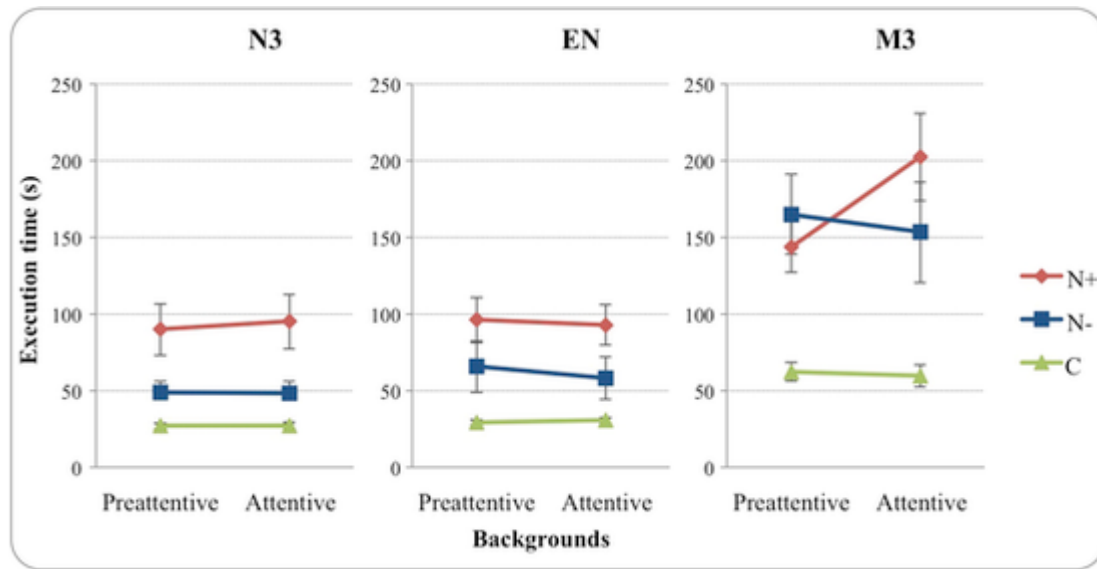 N3 EN M3
250 250 250
200 200 200
150 150 150
100 100 100
50 50 50
0 0 0
Execution time (s)
Preattentive Attentive Preattentive Attentive Preattentive Attentive
Backgrounds
N+
N-
C